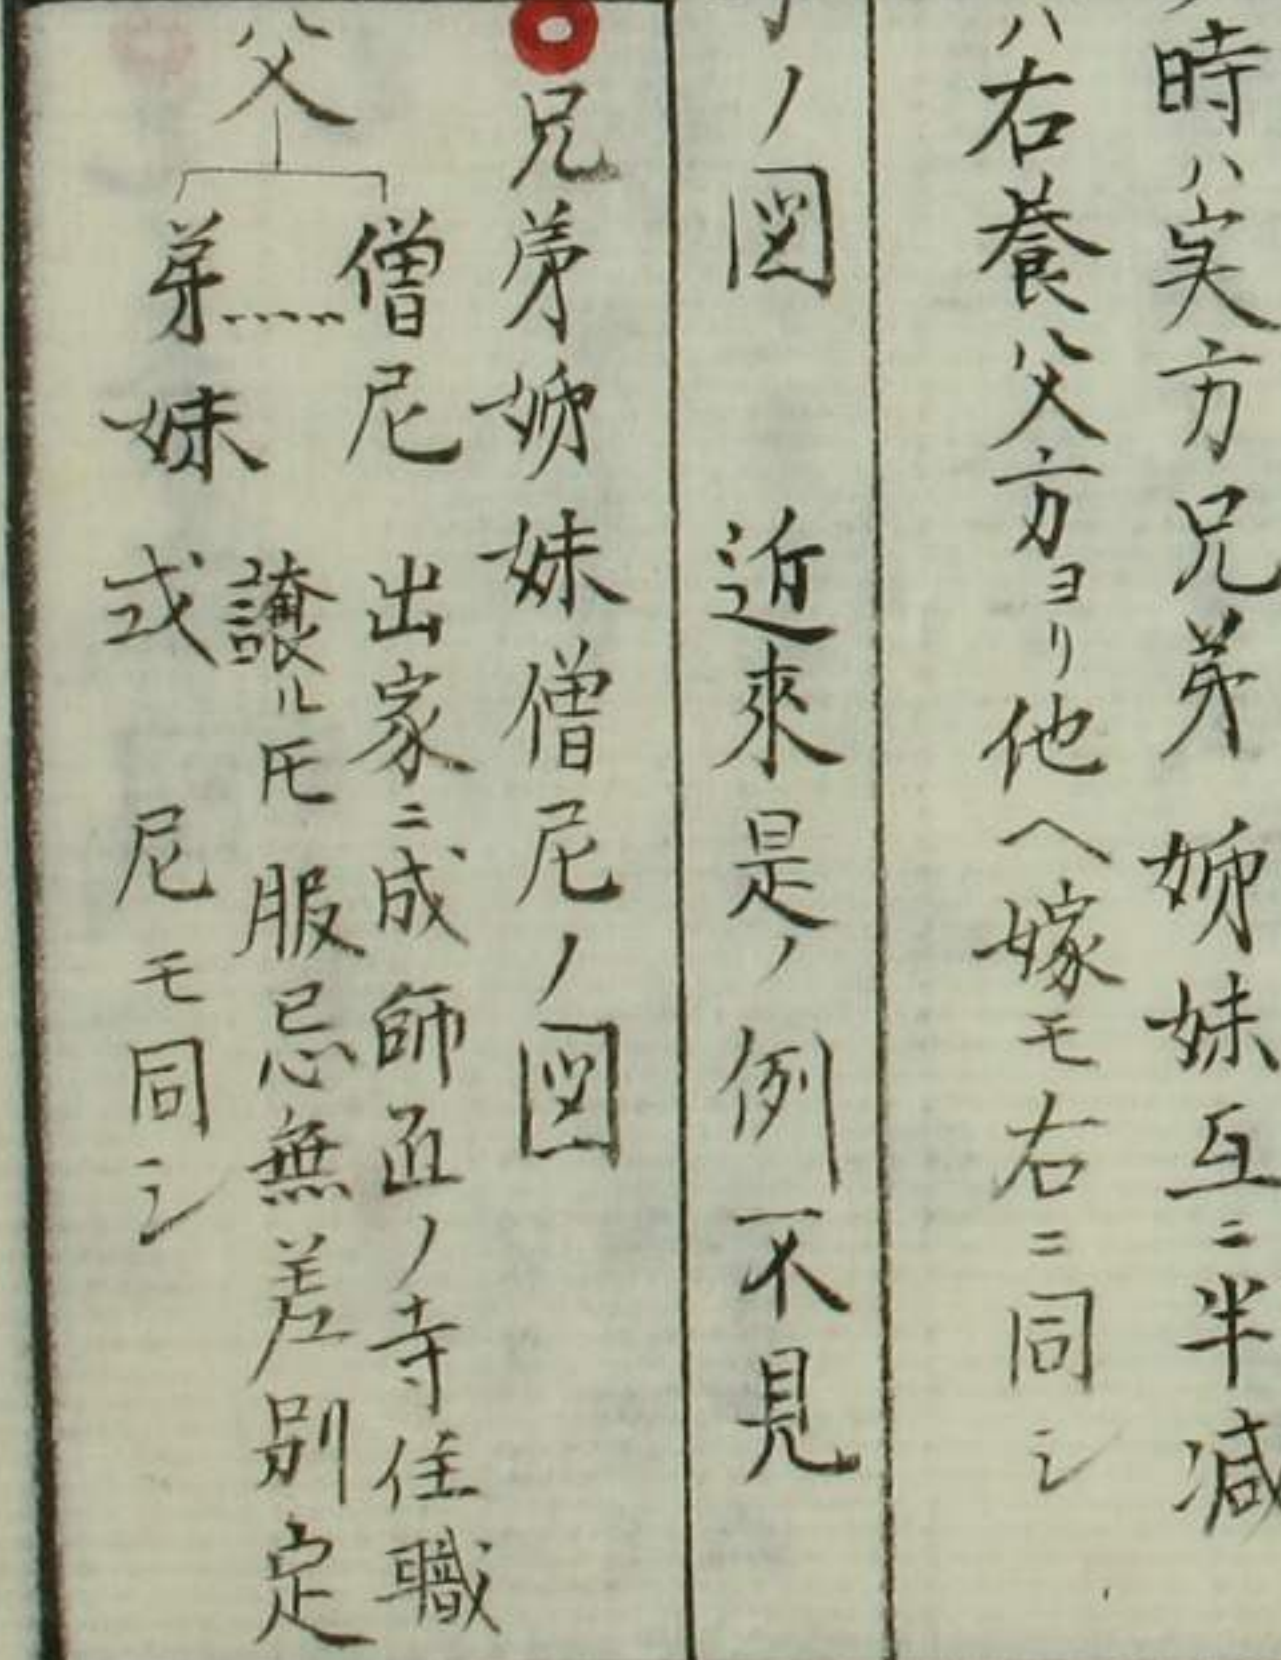 時ハ実方兄弟姉妹互ニ半減
ハ右養父方ヨリ他ヘ嫁モ右ニ同シ
ノ図 近來是ノ例不見
兄弟姉妹僧尼ノ図
父
僧尼 出家ニ成師匠ノ寺住職
譲ル㐧服忌無差別定
弟妹 或尼モ同シ